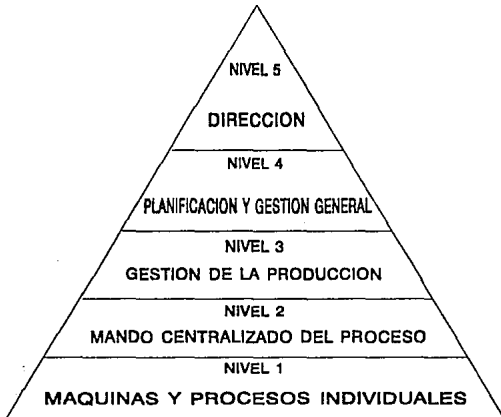 NIVEL 5
DIRECCION
NIVEL 4
PLANIFICACION Y GESTION GENERAL
NIVEL 3
GESTION DE LA PRODUCCION
NIVEL 2
MANDO CENTRALIZADO DEL PROCESO
NIVEL 1
MAQUINAS Y PROCESOS INDIVIDUALES